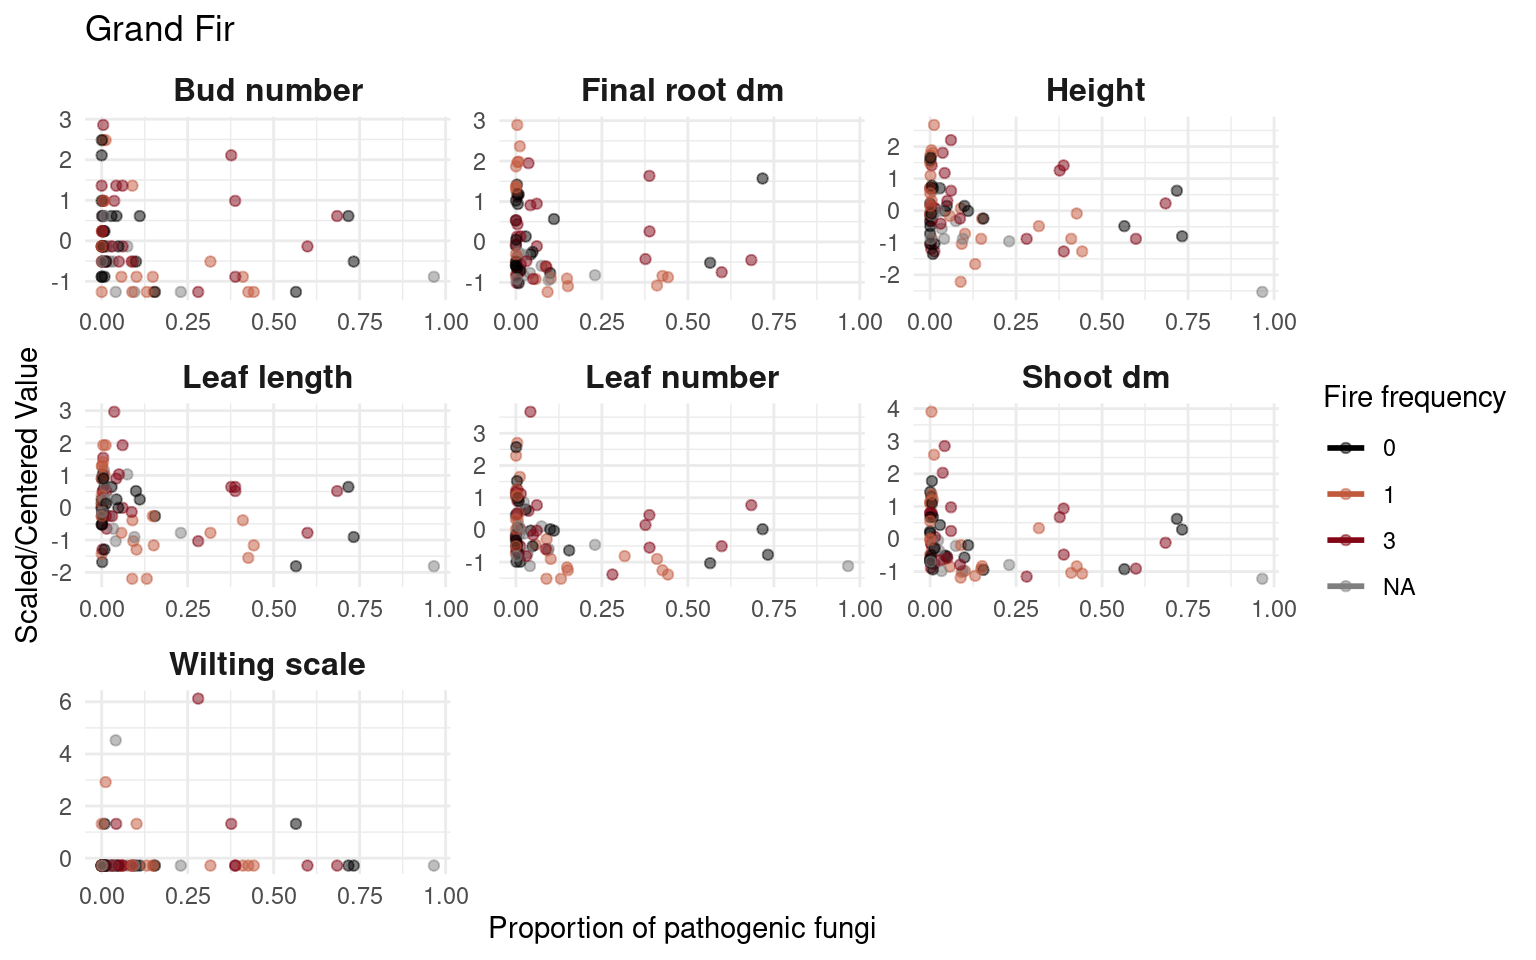 Grand Fir
Bud number
Final root dm
Height
3
2
1
0
-1
0.00 0.25 0.50 0.75 1.00
3
2
1
0
-1
0.00 0.25 0.50 0.75 1.00
2
1
0
-1
-2
0.00 0.25 0.50 0.75 1.00
Scaled/Centered Value
Leaf length
Leaf number
Shoot dm
3
2
1
0
-1
-2
0.00 0.25 0.50 0.75 1.00
3
2
1
0
-1
0.00 0.25 0.50 0.75 1.00
4
3
2
1
0
-1
0.00 0.25 0.50 0.75 1.00
Wilting scale
6
4
2
0
0.00 0.25 0.50 0.75 1.00
Proportion of pathogenic fungi
Fire frequency
0
1
3
NA